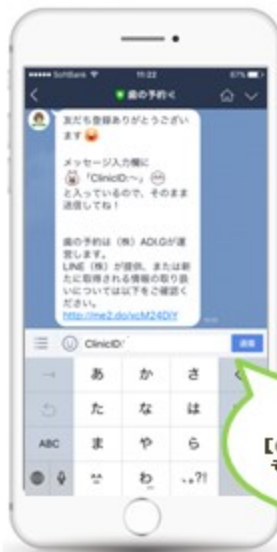 SoftBank 11:22 67%
歯の予約く
友だち登録ありがとうござい
ます
メッセージ入力欄に
「ClinicID:~」
と入っているので、そのまま
送信してね！
歯の予約は（株）ADI.Gが運
営します。
LINE（株）が提供、または新
たに取得される情報の取り扱
いについては以下をご確認く
ださい。
http://me2.do/xcM24DiY
ClinicID:
送信
→ あ か さ
た な は
ABC ま や ら
^^ わ 、。?!